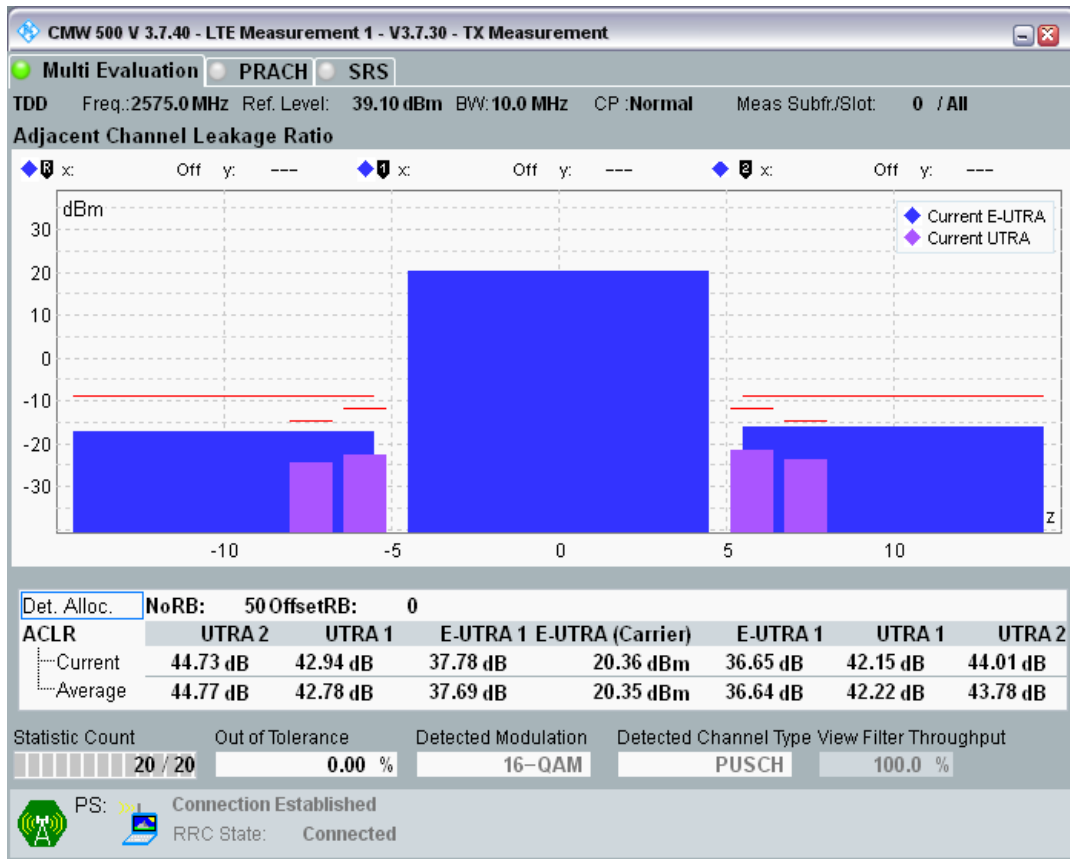 CMW 500 V 3.7.40 - LTE Measurement 1 - V3.7.30 - TX Measurement
Multi Evaluation PRACH SRS
TDD Freq.:2575.0 MHz Ref. Level: 39.10 dBm BW:10.0 MHz CP :Normal Meas Subfr./Slot: 0 / All
Adjacent Channel Leakage Ratio
R x: Off y: --- 1 x: Off y: --- 2 x: Off y: ---
dBm
Current E-UTRA
Current UTRA
30
20
10
0
-10
-20
-30
z
-10 -5 0 5 10
Det. Alloc. NoRB: 50 OffsetRB: 0
ACLR UTRA 2 UTRA 1 E-UTRA 1 E-UTRA (Carrier) E-UTRA 1 UTRA 1 UTRA 2
Current 44.73 dB 42.94 dB 37.78 dB 20.36 dBm 36.65 dB 42.15 dB 44.01 dB
Average 44.77 dB 42.78 dB 37.69 dB 20.35 dBm 36.64 dB 42.22 dB 43.78 dB
Statistic Count Out of Tolerance Detected Modulation Detected Channel Type View Filter Throughput
20 / 20 0.00 % 16-QAM PUSCH 100.0 %
PS: Connection Established
RRC State: Connected